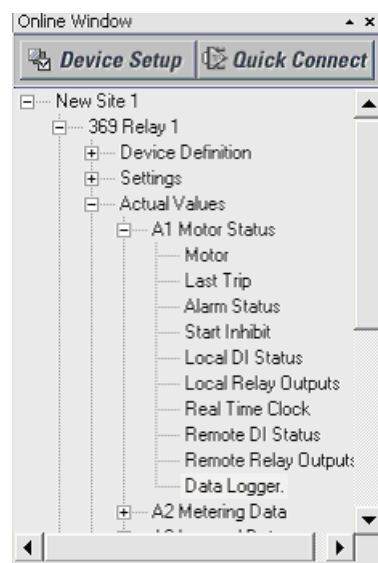 Online Window
Device Setup
Quick Connect
New Site 1
369 Relay 1
Device Definition
Settings
Actual Values
A1 Motor Status
Motor
Last Trip
Alarm Status
Start Inhibit
Local DI Status
Local Relay Outputs
Real Time Clock
Remote DI Status
Remote Relay Outputs
Data Logger.
A2 Metering Data